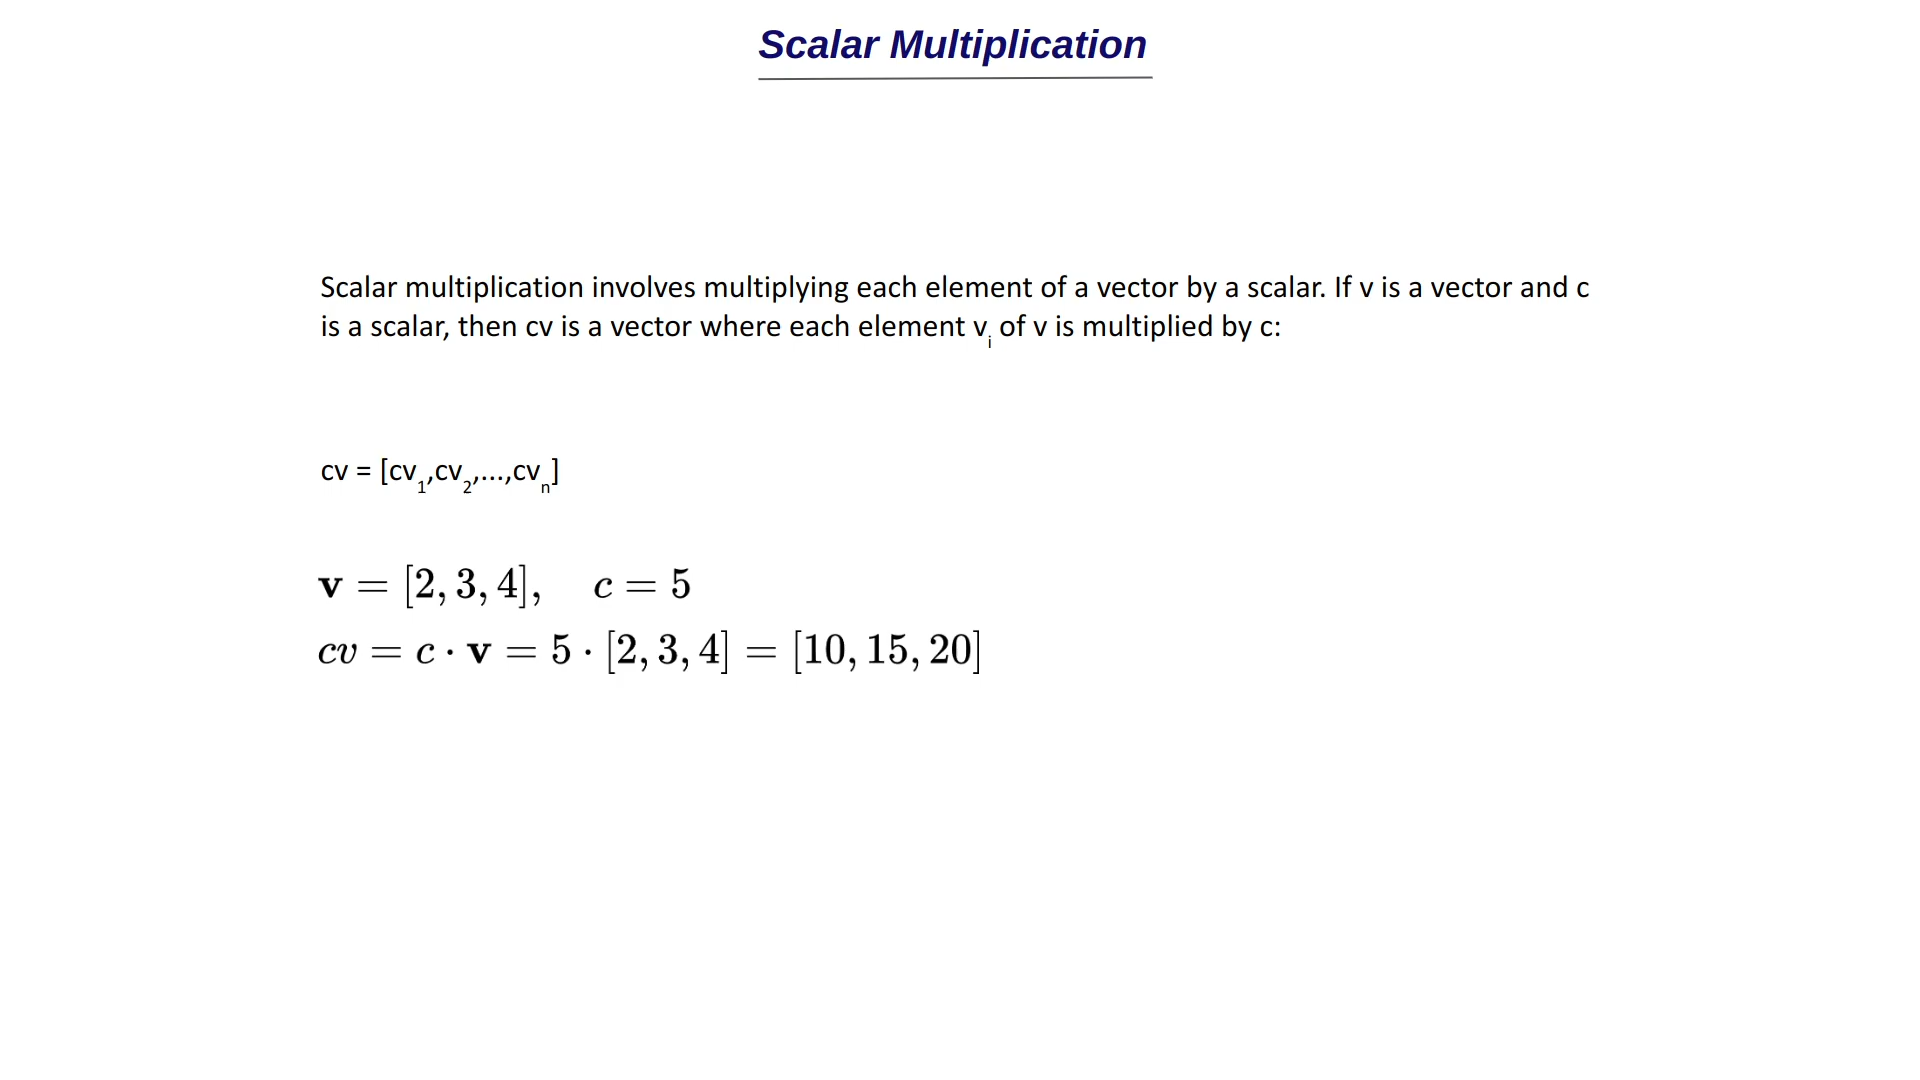 Scalar Multiplication
Scalar multiplication involves multiplying each element of a vector by a scalar. If v is a vector and c
is a scalar, then cv is a vector where each element vᵢ of v is multiplied by c:
cv = [cv₁,cv₂,...,cvₙ]
𝐯 = [2, 3, 4], c = 5
cv = c · 𝐯 = 5 · [2, 3, 4] = [10, 15, 20]